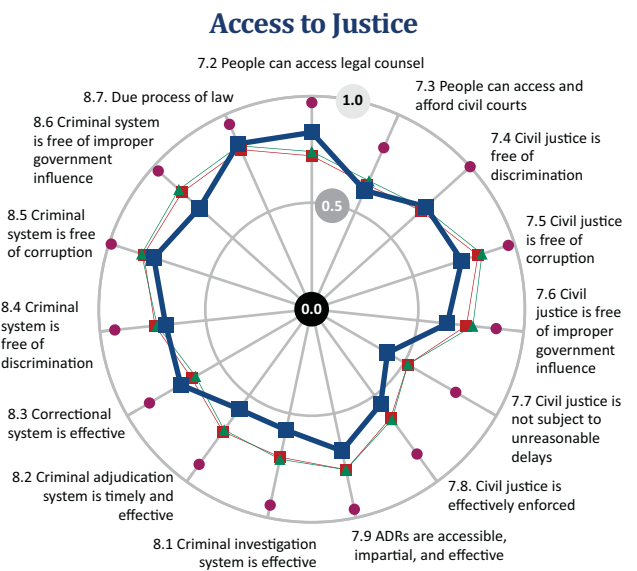 Access to Justice
7.2 People can access legal counsel
7.3 People can access and
afford civil courts
7.4 Civil justice is
free of
discrimination
7.5 Civil justice
is free of
corruption
7.6 Civil
justice is free
of improper
government
influence
7.7 Civil justice is
not subject to
unreasonable
delays
7.8. Civil justice is
effectively enforced
7.9 ADRs are accessible,
impartial, and effective
8.1 Criminal investigation
system is effective
8.2 Criminal adjudication
system is timely and
effective
8.3 Correctional
system is effective
8.4 Criminal
system is
free of
discrimination
8.5 Criminal
system is free
of corruption
8.6 Criminal system
is free of improper
government
influence
8.7. Due process of law
1.0
0.5
0.0